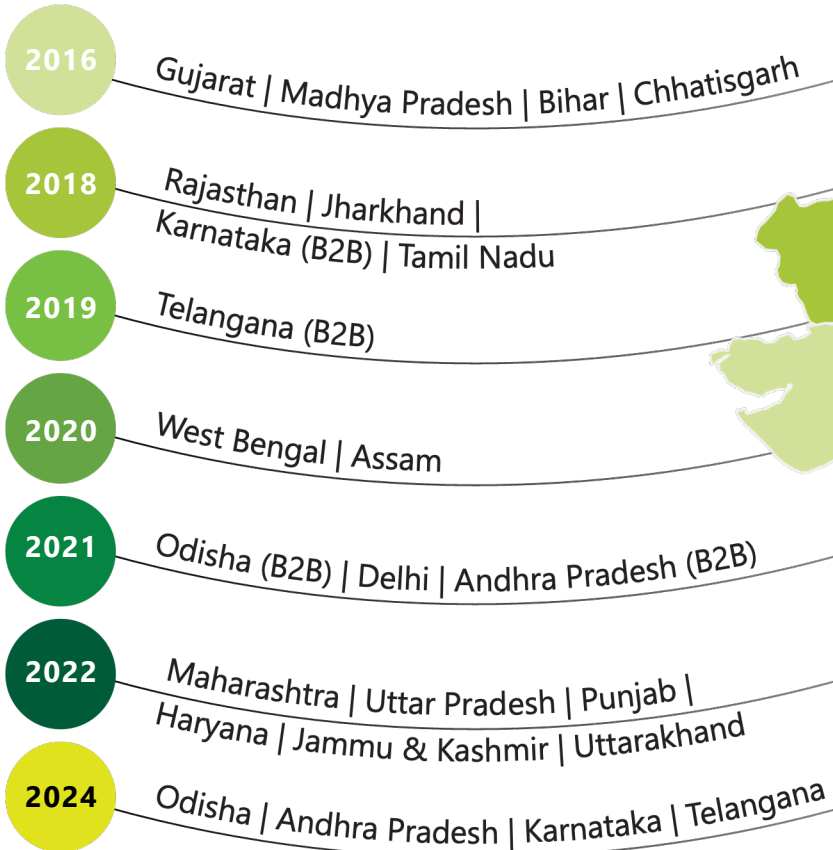 2016
Gujarat | Madhya Pradesh | Bihar | Chhatisgarh
2018
Rajasthan | Jharkhand |
Karnataka (B2B) | Tamil Nadu
2019
Telangana (B2B)
2020
West Bengal | Assam
2021
Odisha (B2B) | Delhi | Andhra Pradesh (B2B)
2022
Maharashtra | Uttar Pradesh | Punjab |
Haryana | Jammu & Kashmir | Uttarakhand
2024
Odisha | Andhra Pradesh | Karnataka | Telangana